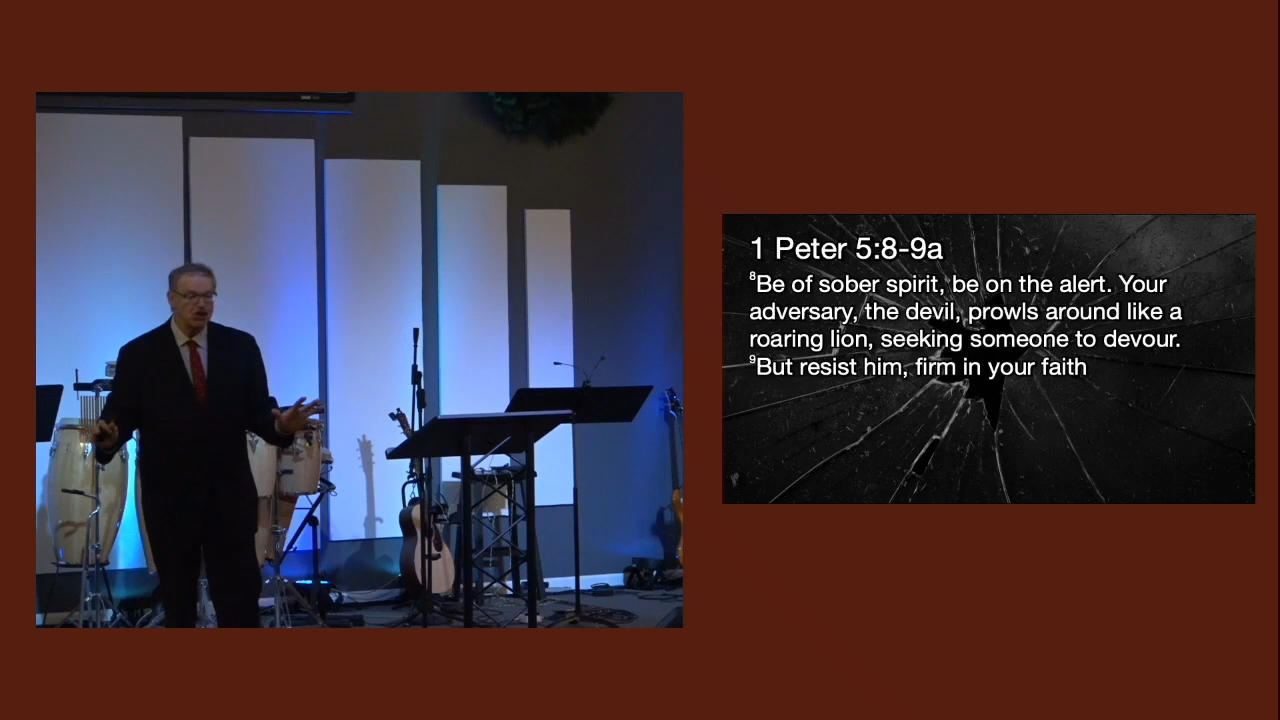 1 Peter 5:8-9a
⁸Be of sober spirit, be on the alert. Your
adversary, the devil, prowls around like a
roaring lion, seeking someone to devour.
⁹But resist him, firm in your faith